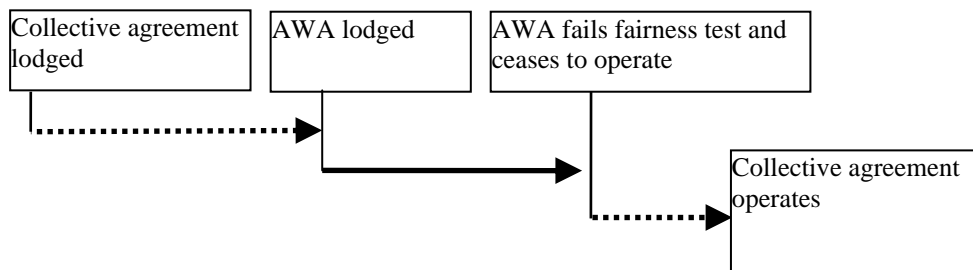 Collective agreement
lodged
AWA lodged
AWA fails fairness test and
ceases to operate
Collective agreement
operates